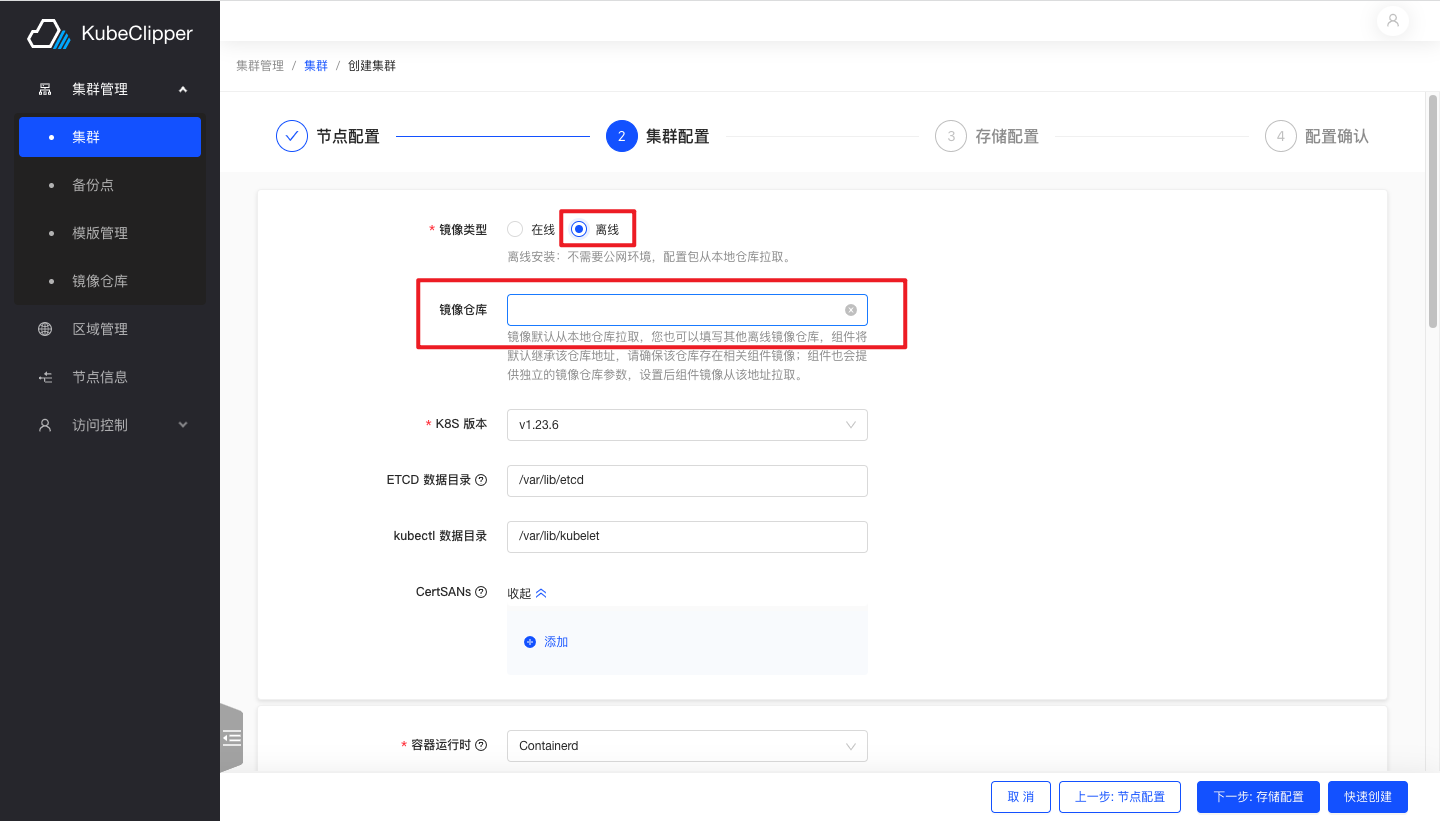 KubeClipper
集群管理
集群
备份点
模版管理
镜像仓库
区域管理
节点信息
访问控制
集群管理 / 集群 / 创建集群
节点配置
2 集群配置
3 存储配置
4 配置确认
* 镜像类型 在线 离线
离线安装：不需要公网环境，配置包从本地仓库拉取。
镜像仓库
镜像默认从本地仓库拉取，您也可以填写其他离线镜像仓库，组件将
默认继承该仓库地址，请确保该仓库存在相关组件镜像；组件也会提
供独立的镜像仓库参数，设置后组件镜像从该地址拉取。
* K8S 版本 v1.23.6
ETCD 数据目录 /var/lib/etcd
kubectl 数据目录 /var/lib/kubelet
CertSANs 收起
添加
* 容器运行时 Containerd
取 消 上一步: 节点配置 下一步: 存储配置 快速创建